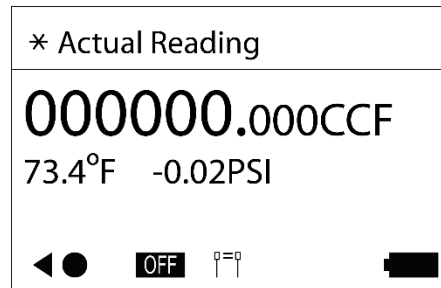 * Actual Reading
000000.000CCF
73.4°F -0.02PSI
OFF